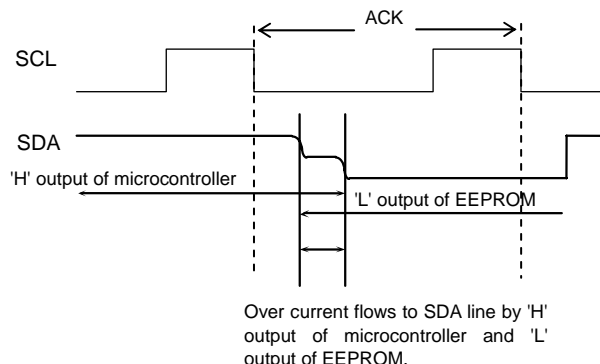 ACK
SCL
SDA
'H' output of microcontroller
'L' output of EEPROM
Over current flows to SDA line by 'H'
output of microcontroller and 'L'
output of EEPROM.